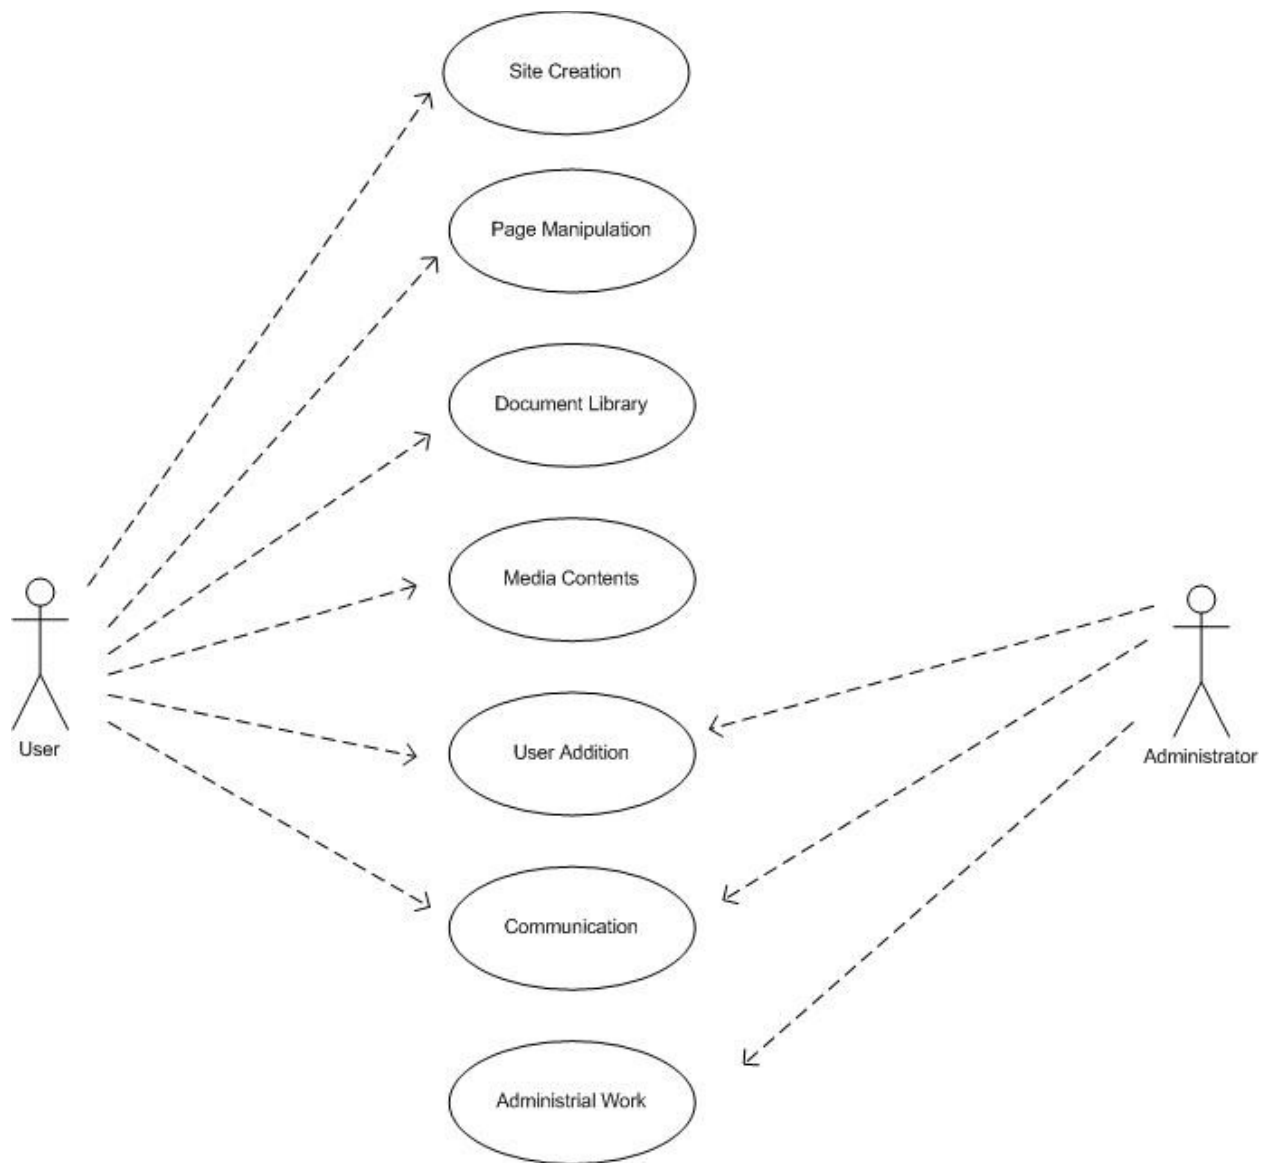 Site Creation
Page Manipulation
Document Library
Media Contents
User Addition
User
Administrator
Communication
Administrial Work